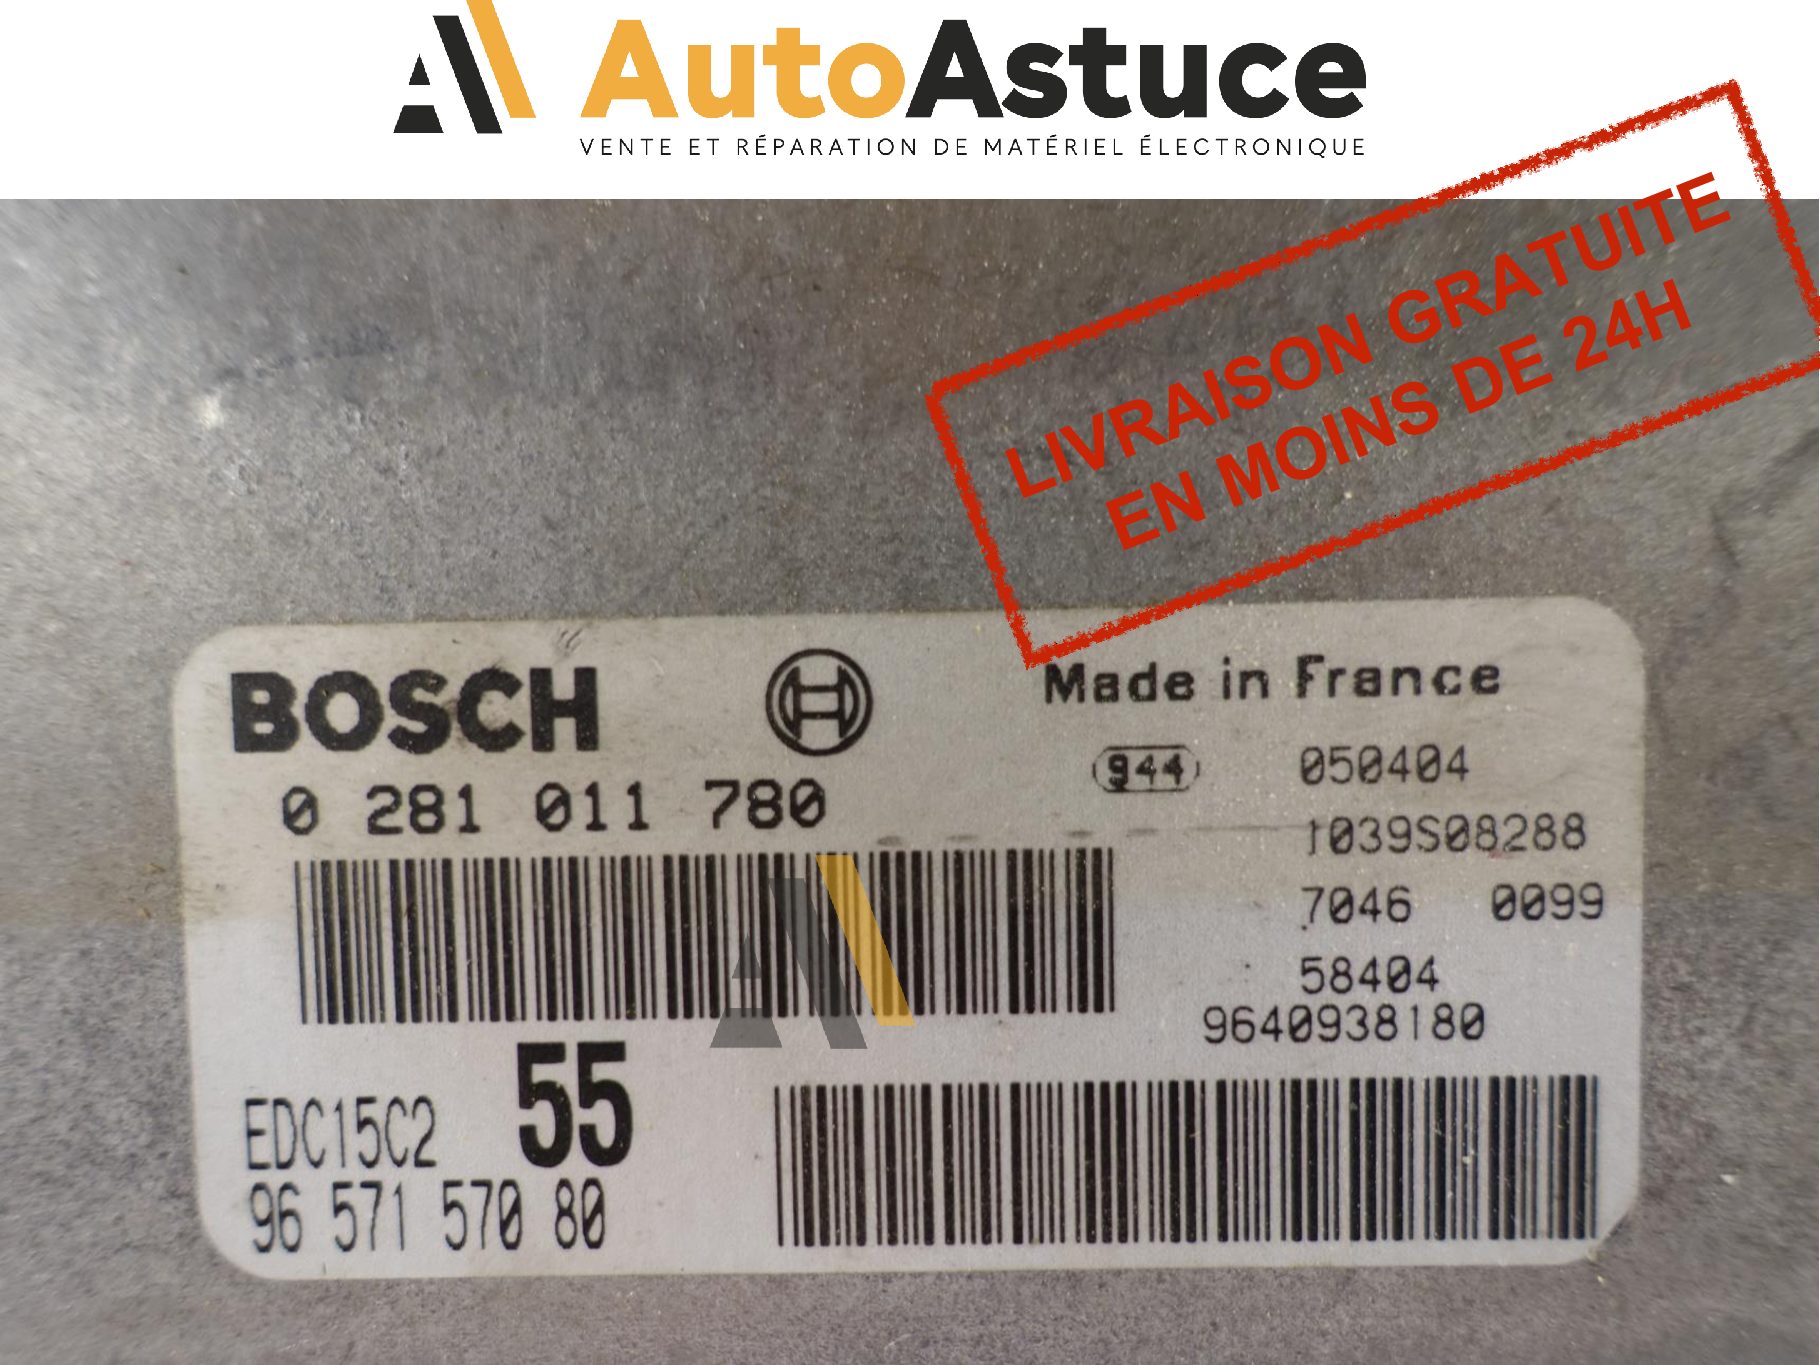 AutoAstuce
VENTE ET RÉPARATION DE MATÉRIEL ÉLECTRONIQUE
LIVRAISON GRATUITE
EN MOINS DE 24H
BOSCH
Made in France
944 050404
0 281 011 780
1039S08288
7046 0099
58404
9640938180
EDC15C2 55
96 571 570 80